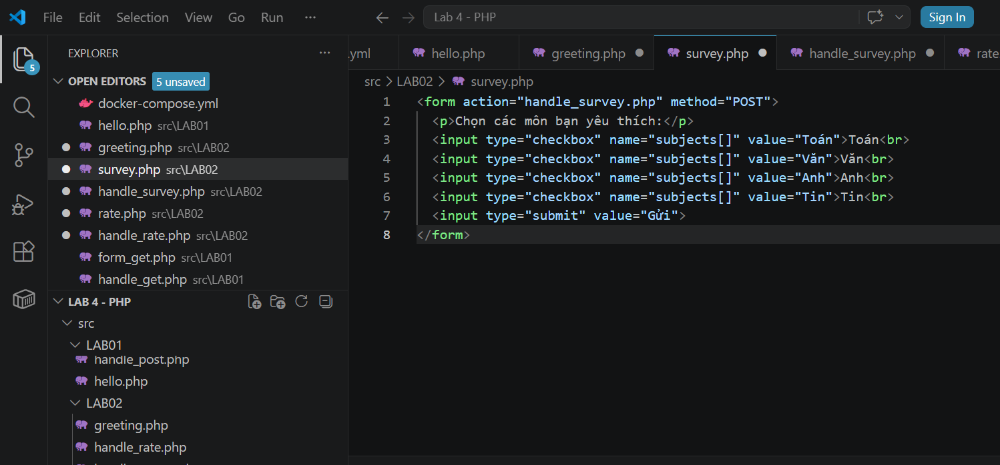 File Edit Selection View Go Run ··· Lab 4 - PHP Sign In
EXPLORER ···
5
OPEN EDITORS 5 unsaved
docker-compose.yml
hello.php src\LAB01
greeting.php src\LAB02
survey.php src\LAB02
handle_survey.php src\LAB02
rate.php src\LAB02
handle_rate.php src\LAB02
form_get.php src\LAB01
handle_get.php src\LAB01
LAB 4 - PHP
src
LAB01
handle_post.php
hello.php
LAB02
greeting.php
handle_rate.php
.yml hello.php greeting.php survey.php handle_survey.php rate
src > LAB02 > survey.php
1 <form action="handle_survey.php" method="POST">
2 <p>Chọn các môn bạn yêu thích:</p>
3 <input type="checkbox" name="subjects[]" value="Toán">Toán<br>
4 <input type="checkbox" name="subjects[]" value="Văn">Văn<br>
5 <input type="checkbox" name="subjects[]" value="Anh">Anh<br>
6 <input type="checkbox" name="subjects[]" value="Tin">Tin<br>
7 <input type="submit" value="Gửi">
8 </form>